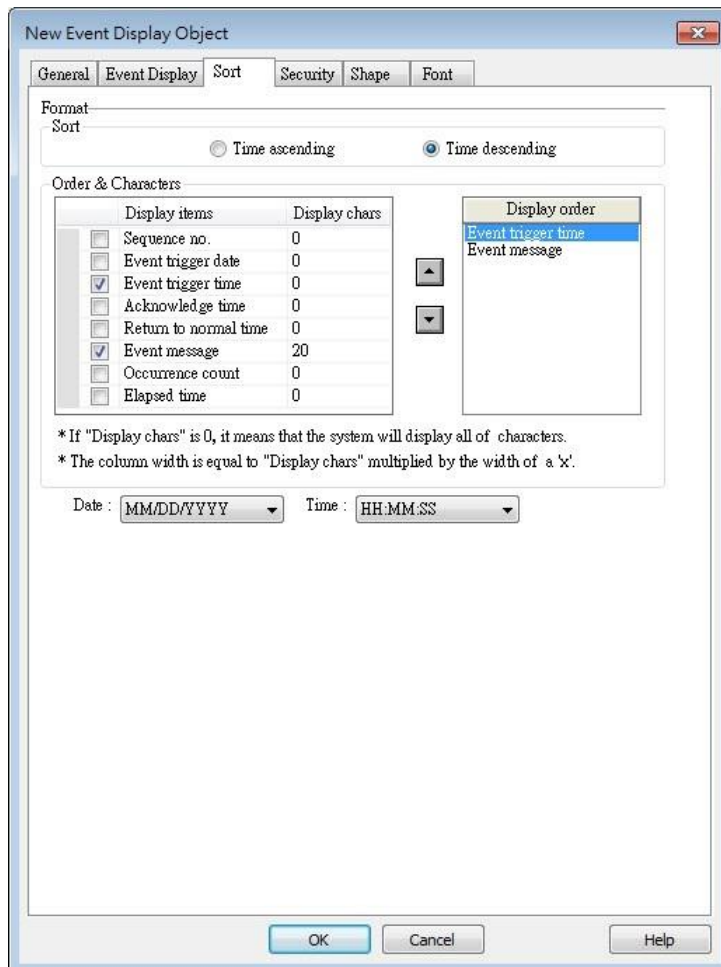 New Event Display Object
General Event Display Sort Security Shape Font
Format
Sort
Time ascending Time descending
Order & Characters
Display items Display chars Display order
Sequence no. 0 Event trigger time
Event trigger date 0 Event message
Event trigger time 0
Acknowledge time 0
Return to normal time 0
Event message 20
Occurrence count 0
Elapsed time 0
* If "Display chars" is 0, it means that the system will display all of characters.
* The column width is equal to "Display chars" multiplied by the width of a 'x'.
Date : MM/DD/YYYY Time : HH:MM:SS
OK Cancel Help